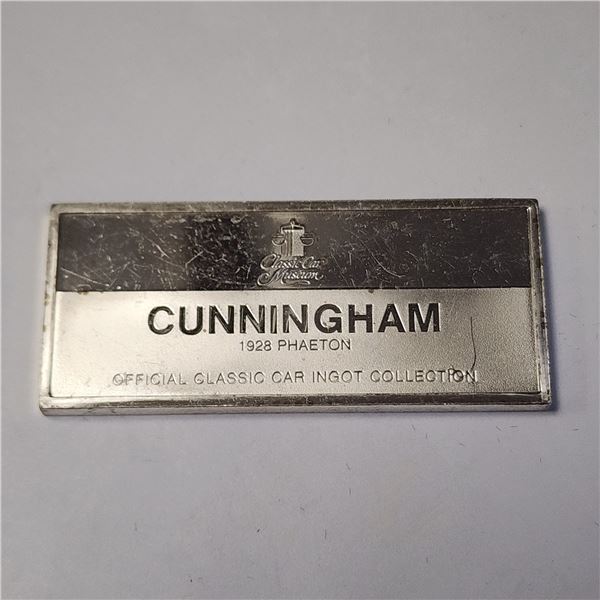 Classic Car
Museum
CUNNINGHAM
1928 PHAETON
OFFICIAL CLASSIC CAR INGOT COLLECTION